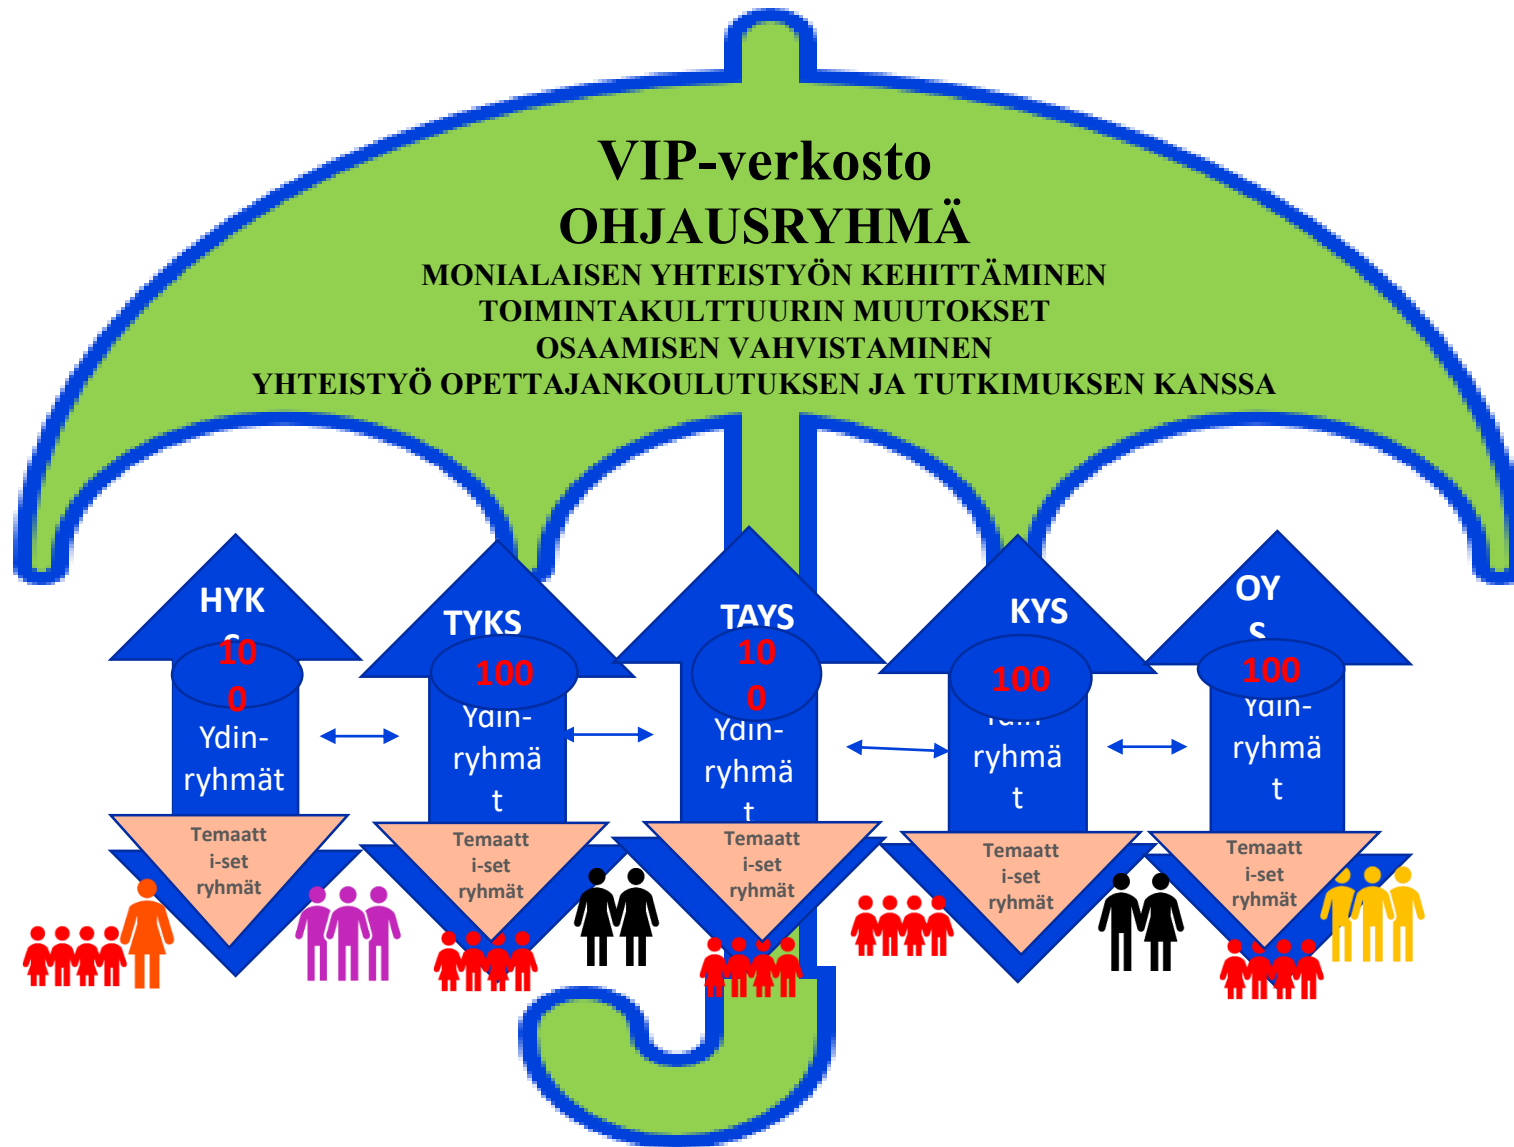 VIP-verkosto
OHJAUSRYHMÄ
MONIALAISEN YHTEISTYÖN KEHITTÄMINEN
TOIMINTAKULTTUURIN MUUTOKSET
OSAAMISEN VAHVISTAMINEN
YHTEISTYÖ OPETTAJANKOULUTUKSEN JA TUTKIMUKSEN KANSSA
HYK
10
0
Ydin-
ryhmät
Temaatt
i-set
ryhmät
TYKS
100
Ydin-
ryhmä
t
Temaatt
i-set
ryhmät
TAYS
10
0
Ydin-
ryhmä
t
Temaatt
i-set
ryhmät
KYS
100
Ydin-
ryhmä
t
Temaatt
i-set
ryhmät
OY
S
100
Ydin-
ryhmä
t
Temaatt
i-set
ryhmät